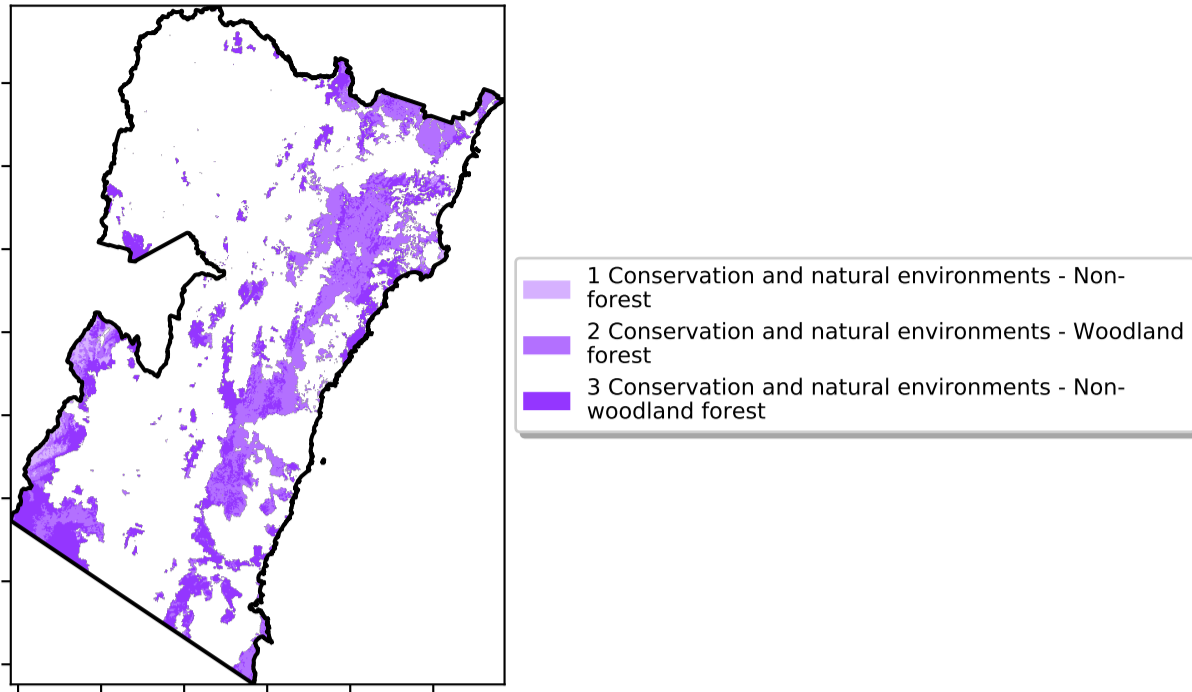 1 Conservation and natural environments - Non-
forest
2 Conservation and natural environments - Woodland
forest
3 Conservation and natural environments - Non-
woodland forest